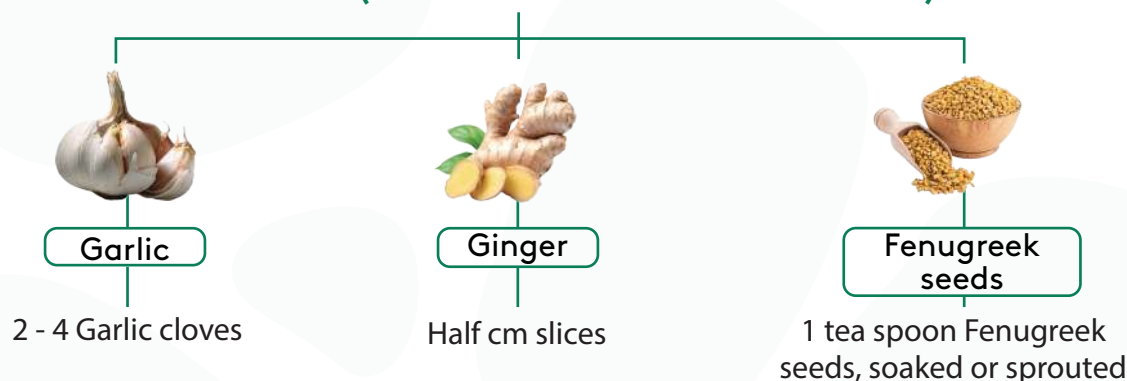 Garlic
2 - 4 Garlic cloves
Ginger
Half cm slices
Fenugreek
seeds
1 tea spoon Fenugreek
seeds, soaked or sprouted